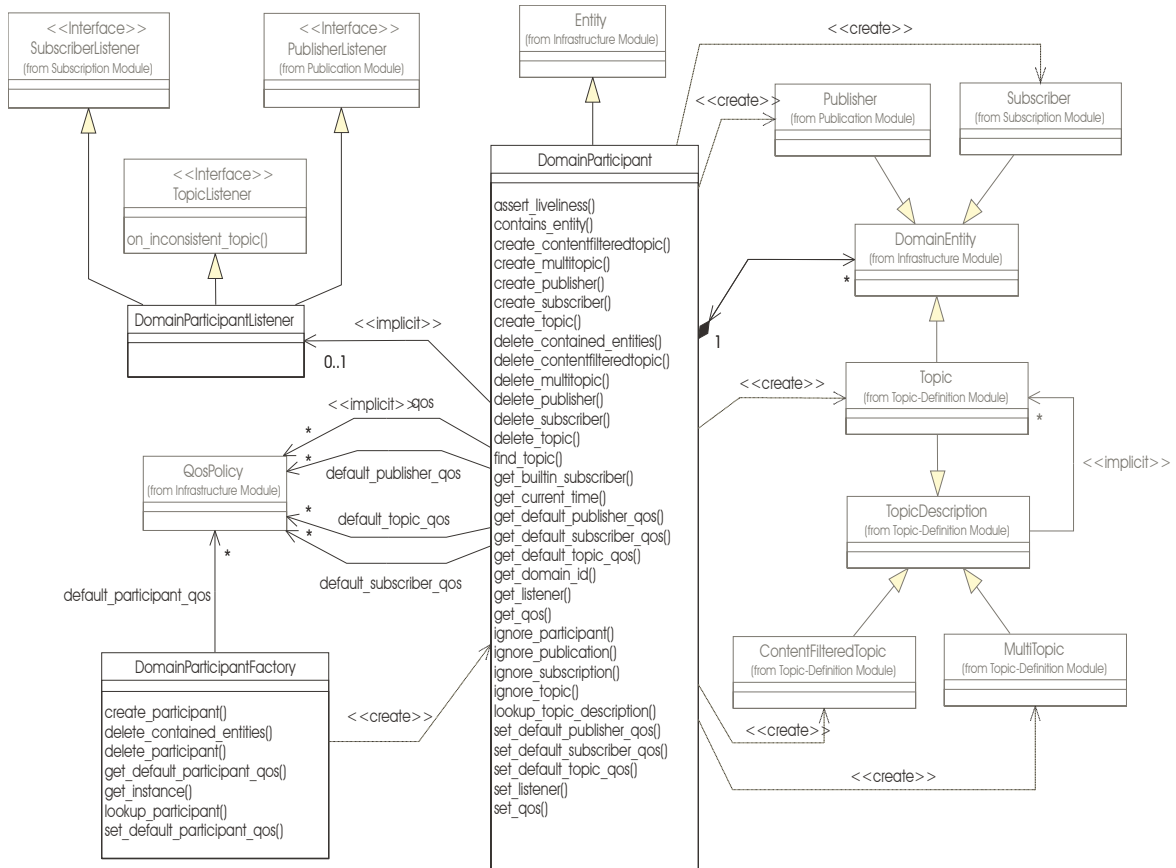 <<Interface>>
SubscriberListener
(from Subscription Module)
<<Interface>>
PublisherListener
(from Publication Module)
<<Interface>>
TopicListener
on_inconsistent_topic()
DomainParticipantListener
0..1
<<implicit>>
<<implicit>>
qos
*
*
default_publisher_qos
*
default_topic_qos
*
default_subscriber_qos
QosPolicy
(from Infrastructure Module)
*
default_participant_qos
DomainParticipantFactory
create_participant()
delete_contained_entities()
delete_participant()
get_default_participant_qos()
get_instance()
lookup_participant()
set_default_participant_qos()
<<create>>
Entity
(from Infrastructure Module)
DomainParticipant
assert_liveliness()
contains_entity()
create_contentfilteredtopic()
create_multitopic()
create_publisher()
create_subscriber()
create_topic()
delete_contained_entities()
delete_contentfilteredtopic()
delete_multitopic()
delete_publisher()
delete_subscriber()
delete_topic()
find_topic()
get_builtin_subscriber()
get_current_time()
get_default_publisher_qos()
get_default_subscriber_qos()
get_default_topic_qos()
get_domain_id()
get_listener()
get_qos()
ignore_participant()
ignore_publication()
ignore_subscription()
ignore_topic()
lookup_topic_description()
set_default_publisher_qos()
set_default_subscriber_qos()
set_default_topic_qos()
set_listener()
set_qos()
<<create>>
<<create>>
Publisher
(from Publication Module)
Subscriber
(from Subscription Module)
DomainEntity
(from Infrastructure Module)
*
1
<<create>>
Topic
(from Topic-Definition Module)
*
<<implicit>>
TopicDescription
(from Topic-Definition Module)
ContentFilteredTopic
(from Topic-Definition Module)
MultiTopic
(from Topic-Definition Module)
<<create>>
<<create>>